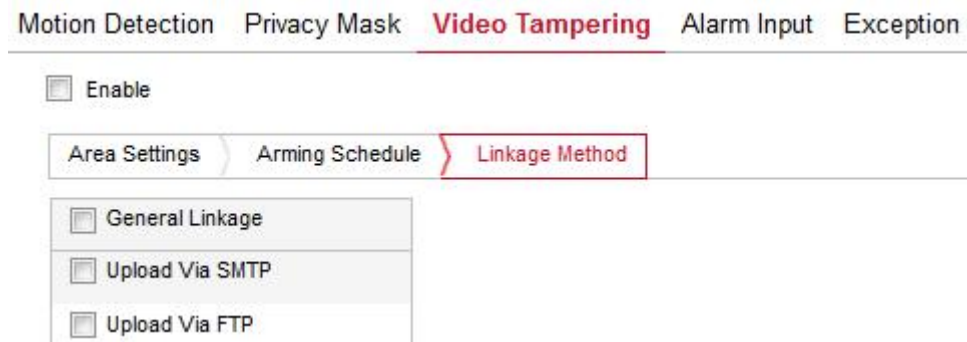 Motion Detection Privacy Mask Video Tampering Alarm Input Exception
Enable
Area Settings Arming Schedule Linkage Method
General Linkage
Upload Via SMTP
Upload Via FTP